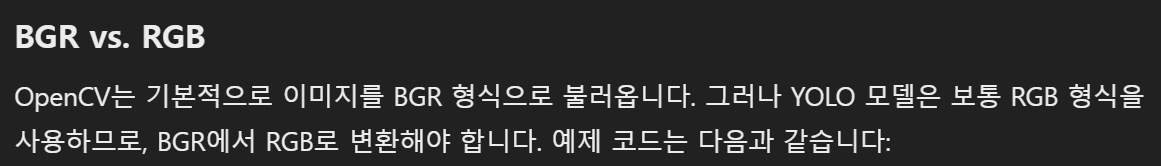 BGR vs. RGB
OpenCV는 기본적으로 이미지를 BGR 형식으로 불러옵니다. 그러나 YOLO 모델은 보통 RGB 형식을
사용하므로, BGR에서 RGB로 변환해야 합니다. 예제 코드는 다음과 같습니다: